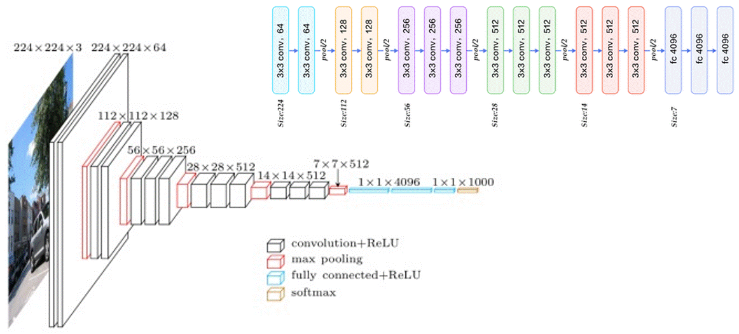 3x3 conv, 64
3x3 conv, 64
pool/2
3x3 conv, 128
3x3 conv, 128
pool/2
3x3 conv, 256
3x3 conv, 256
3x3 conv, 256
pool/2
3x3 conv, 512
3x3 conv, 512
3x3 conv, 512
pool/2
3x3 conv, 512
3x3 conv, 512
3x3 conv, 512
pool/2
fc 4096
fc 4096
fc 4096
Size:224
Size:112
Size:56
Size:28
Size:14
Size:7
224×224×3
224×224×64
112×112×128
56×56×256
28×28×512
14×14×512
7×7×512
1×1×4096
1×1×1000
convolution+ReLU
max pooling
fully connected+ReLU
softmax